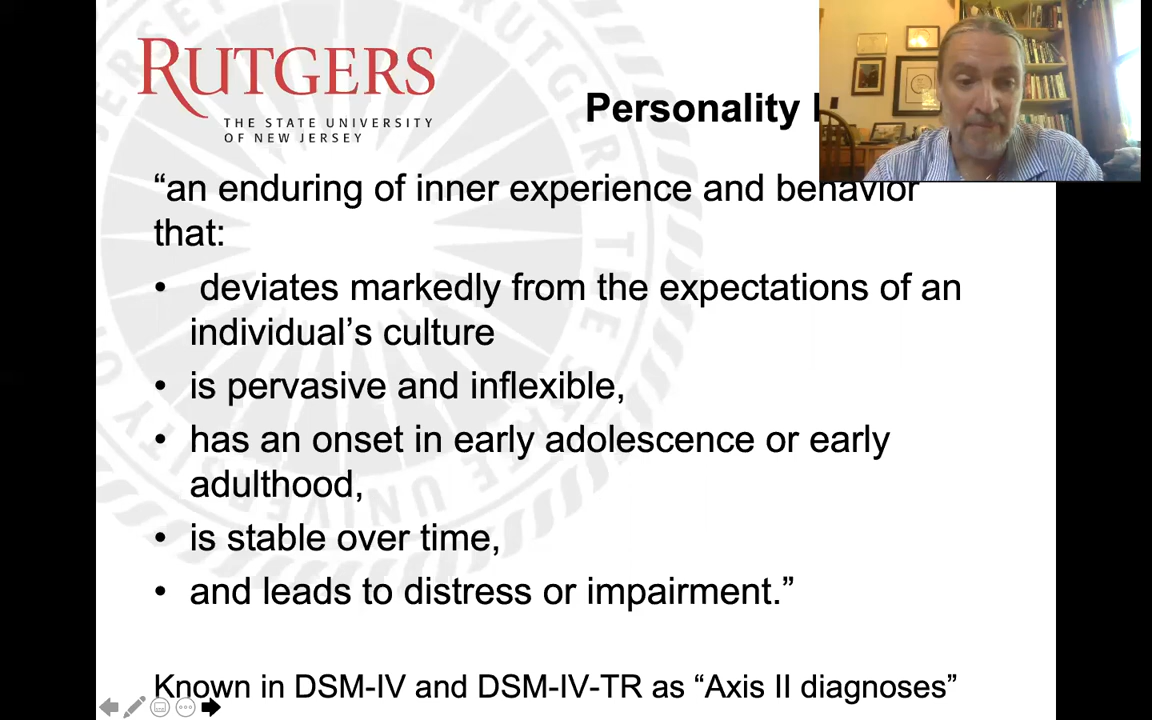 RUTGERS
THE STATE UNIVERSITY
OF NEW JERSEY
Personality
“an enduring of inner experience and behavior
that:
• deviates markedly from the expectations of an
individual’s culture
• is pervasive and inflexible,
• has an onset in early adolescence or early
adulthood,
• is stable over time,
• and leads to distress or impairment.”
Known in DSM-IV and DSM-IV-TR as “Axis II diagnoses”